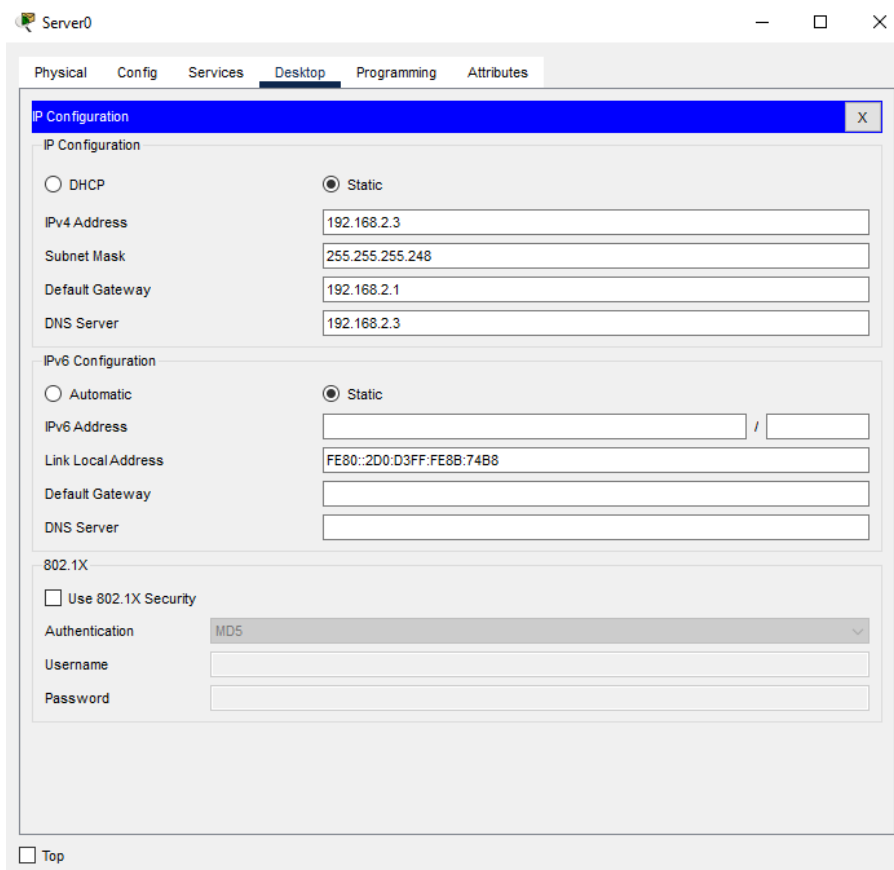 Server0
Physical Config Services Desktop Programming Attributes
IP Configuration X
IP Configuration
DHCP Static
IPv4 Address 192.168.2.3
Subnet Mask 255.255.255.248
Default Gateway 192.168.2.1
DNS Server 192.168.2.3
IPv6 Configuration
Automatic Static
IPv6 Address /
Link Local Address FE80::2D0:D3FF:FE8B:74B8
Default Gateway
DNS Server
802.1X
Use 802.1X Security
Authentication MD5
Username
Password
Top